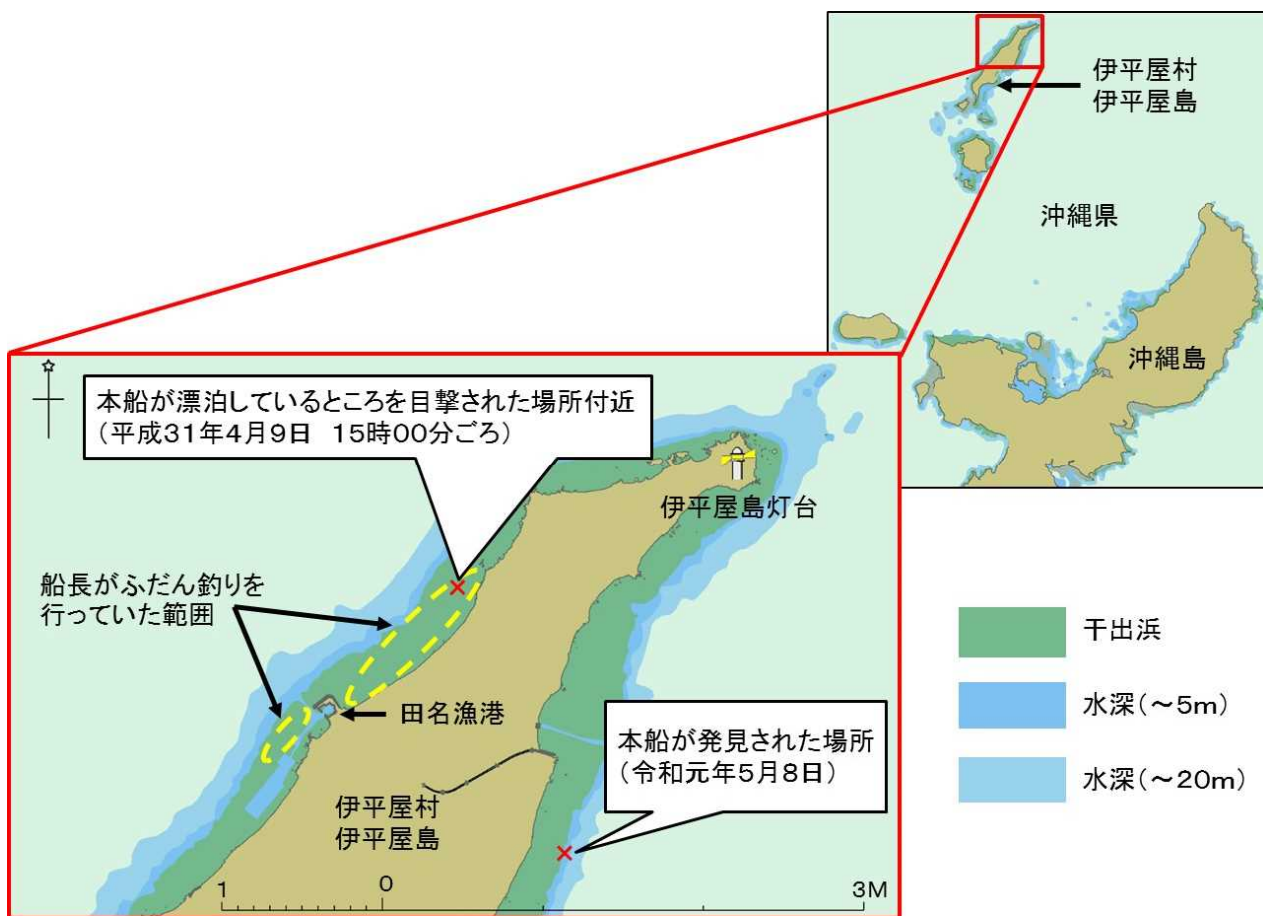 伊平屋村
伊平屋島
沖縄県
沖縄島
本船が漂泊しているところを目撃された場所付近
（平成31年4月9日　15時00分ごろ）
伊平屋島灯台
船長がふだん釣りを
行っていた範囲
田名漁港
本船が発見された場所
（令和元年5月8日）
伊平屋村
伊平屋島
1
0
3M
干出浜
水深（～5m）
水深（～20m）